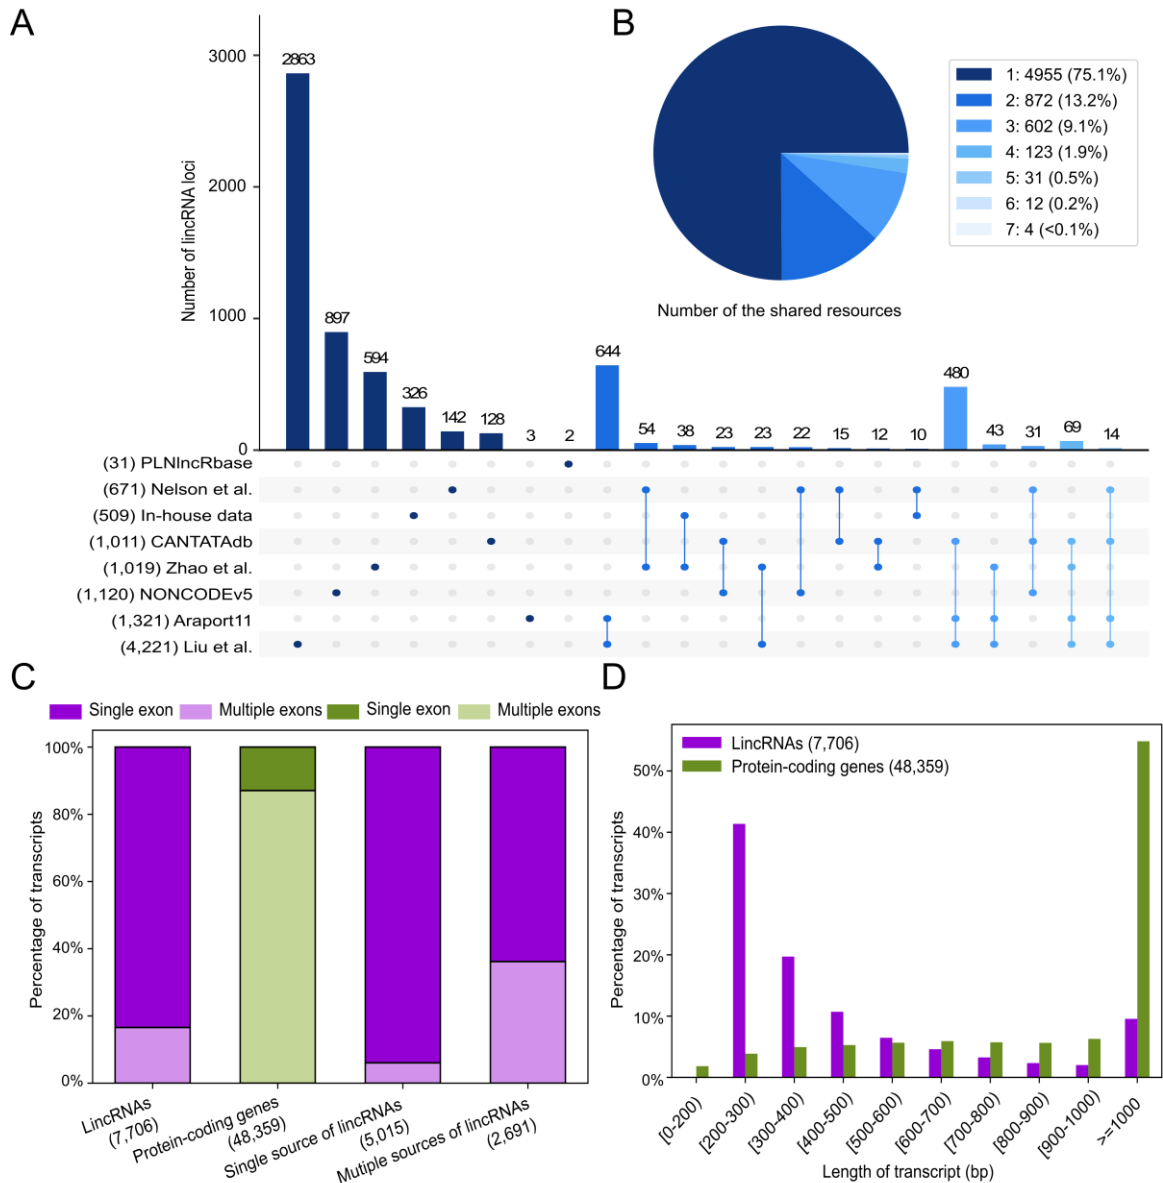 A
B
3000
2000
1000
0
Number of lincRNA loci
2863
897
594
326
142
128
3
2
644
54
38
23
23
22
15
12
10
480
43
31
69
14
1: 4955 (75.1%)
2: 872 (13.2%)
3: 602 (9.1%)
4: 123 (1.9%)
5: 31 (0.5%)
6: 12 (0.2%)
7: 4 (<0.1%)
Number of the shared resources
(31) PLNlncRbase
(671) Nelson et al.
(509) In-house data
(1,011) CANTATAdb
(1,019) Zhao et al.
(1,120) NONCODEv5
(1,321) Araport11
(4,221) Liu et al.
C
Single exon
Multiple exons
Single exon
Multiple exons
100%
80%
60%
40%
20%
0%
Percentage of transcripts
LincRNAs
(7,706)
Protein-coding genes
(48,359)
Single source of lincRNAs
(5,015)
Mutiple sources of lincRNAs
(2,691)
D
LincRNAs (7,706)
Protein-coding genes (48,359)
50%
40%
30%
20%
10%
0%
Percentage of transcripts
[0-200)
[200-300)
[300-400)
[400-500)
[500-600)
[600-700)
[700-800)
[800-900)
[900-1000)
>=1000
Length of transcript (bp)